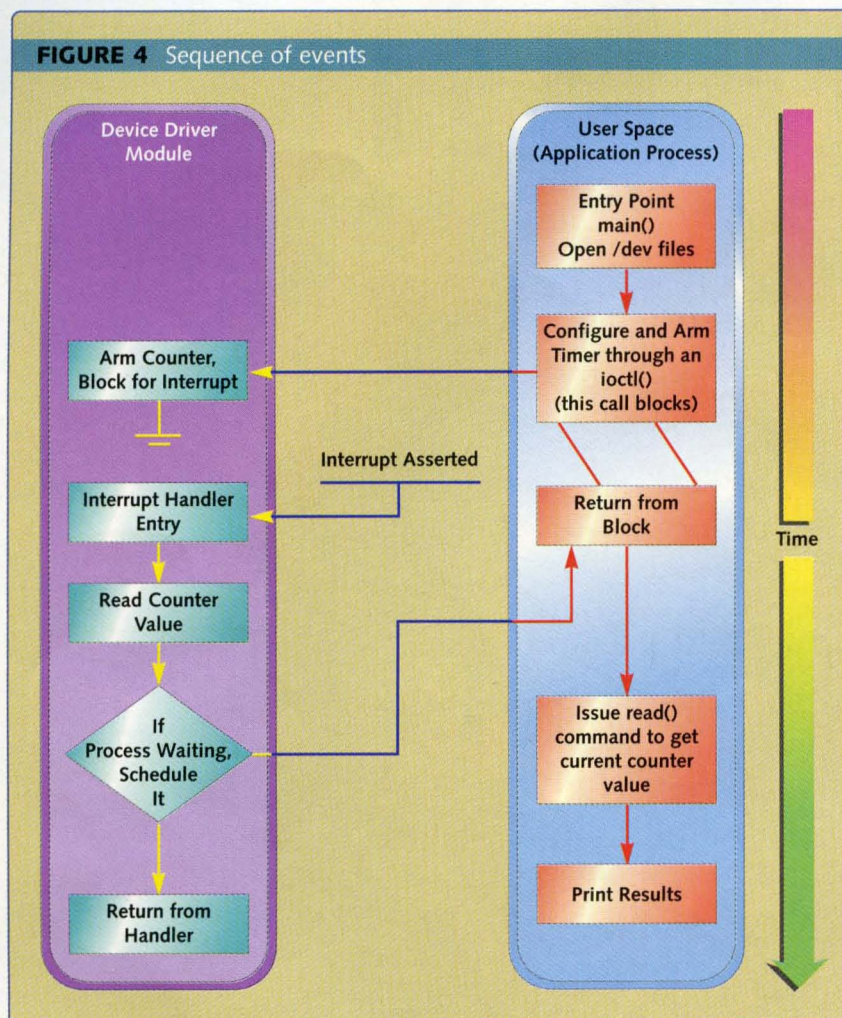 FIGURE 4 Sequence of events
Device Driver
Module
User Space
(Application Process)
Entry Point
main()
Open /dev files
Arm Counter,
Block for Interrupt
Configure and Arm
Timer through an
ioctl()
(this call blocks)
Interrupt Asserted
Interrupt Handler
Entry
Return from
Block
Time
Read Counter
Value
If
Process Waiting,
Schedule
It
Issue read()
command to get
current counter
value
Return from
Handler
Print Results